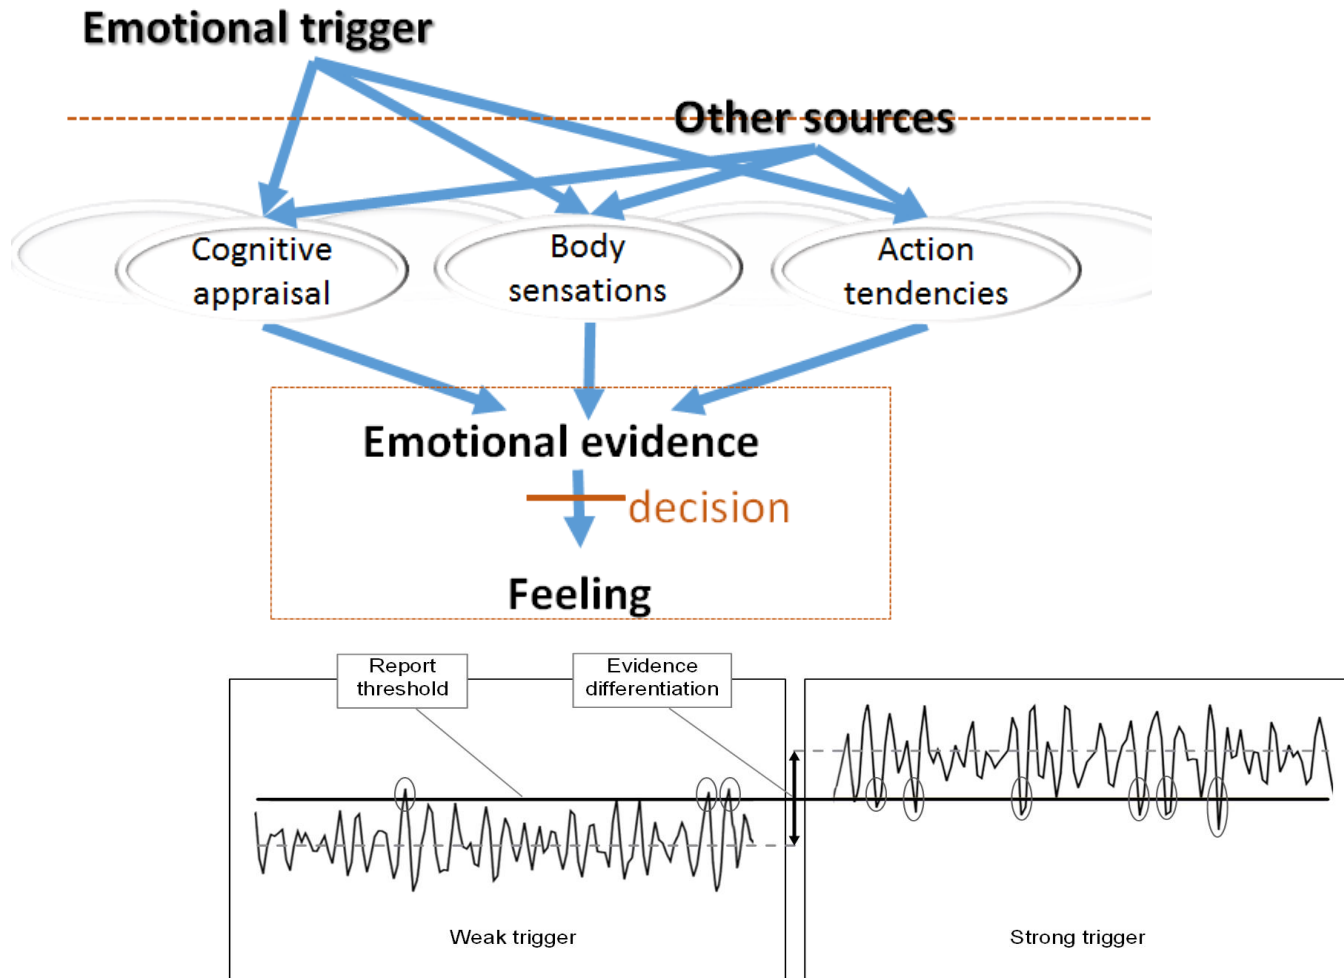 Emotional trigger
Other sources
Cognitive
appraisal
Body
sensations
Action
tendencies
Emotional evidence
decision
Feeling
Report
threshold
Evidence
differentiation
Weak trigger
Strong trigger